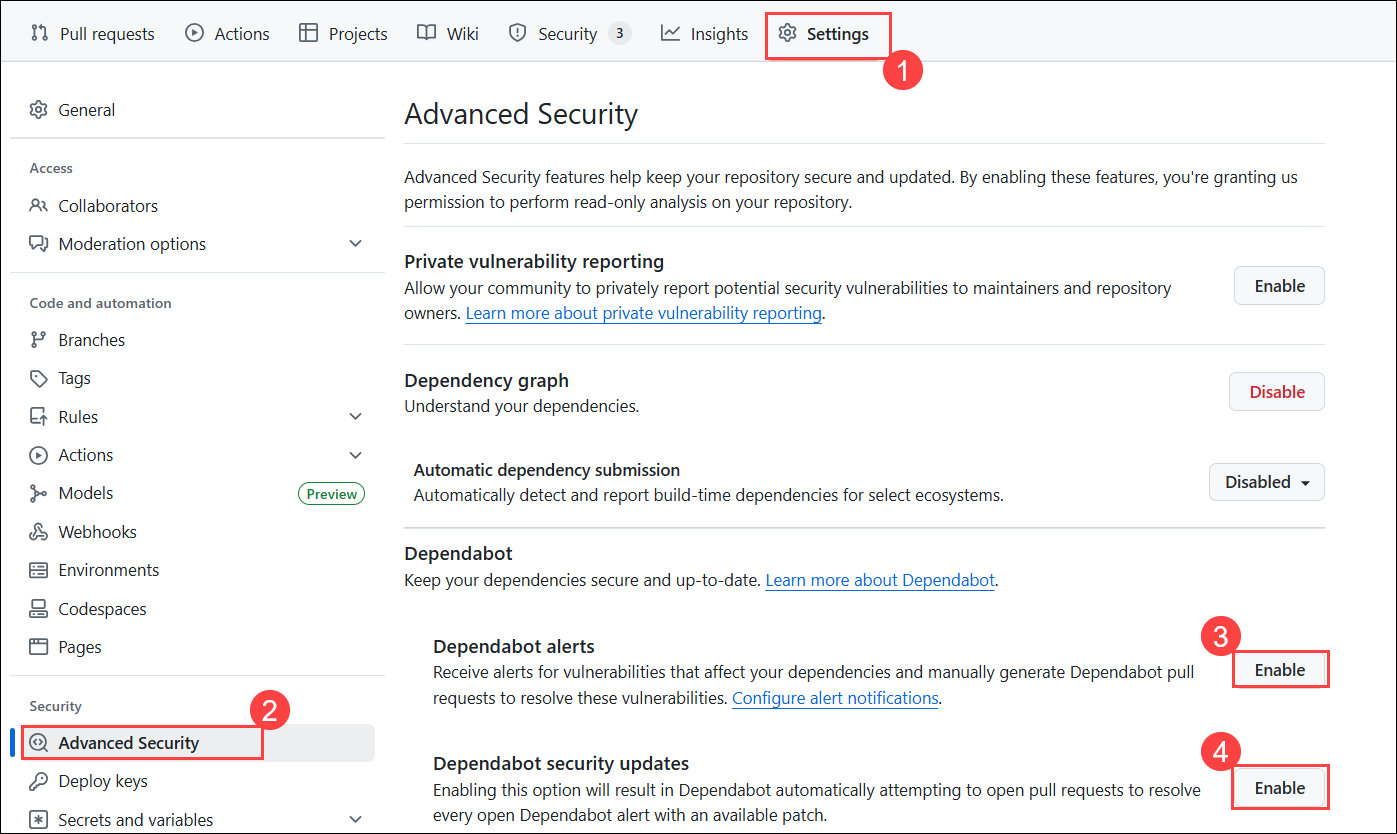 Pull requests Actions Projects Wiki Security 3 Insights Settings
1
General
Access
Collaborators
Moderation options
Code and automation
Branches
Tags
Rules
Actions
Models Preview
Webhooks
Environments
Codespaces
Pages
Security
2
Advanced Security
Deploy keys
Secrets and variables
Advanced Security
Advanced Security features help keep your repository secure and updated. By enabling these features, you're granting us
permission to perform read-only analysis on your repository.
Private vulnerability reporting
Allow your community to privately report potential security vulnerabilities to maintainers and repository
owners. Learn more about private vulnerability reporting.
Enable
Dependency graph
Understand your dependencies.
Disable
Automatic dependency submission
Automatically detect and report build-time dependencies for select ecosystems.
Disabled
Dependabot
Keep your dependencies secure and up-to-date. Learn more about Dependabot.
Dependabot alerts
Receive alerts for vulnerabilities that affect your dependencies and manually generate Dependabot pull
requests to resolve these vulnerabilities. Configure alert notifications.
3
Enable
Dependabot security updates
Enabling this option will result in Dependabot automatically attempting to open pull requests to resolve
every open Dependabot alert with an available patch.
4
Enable